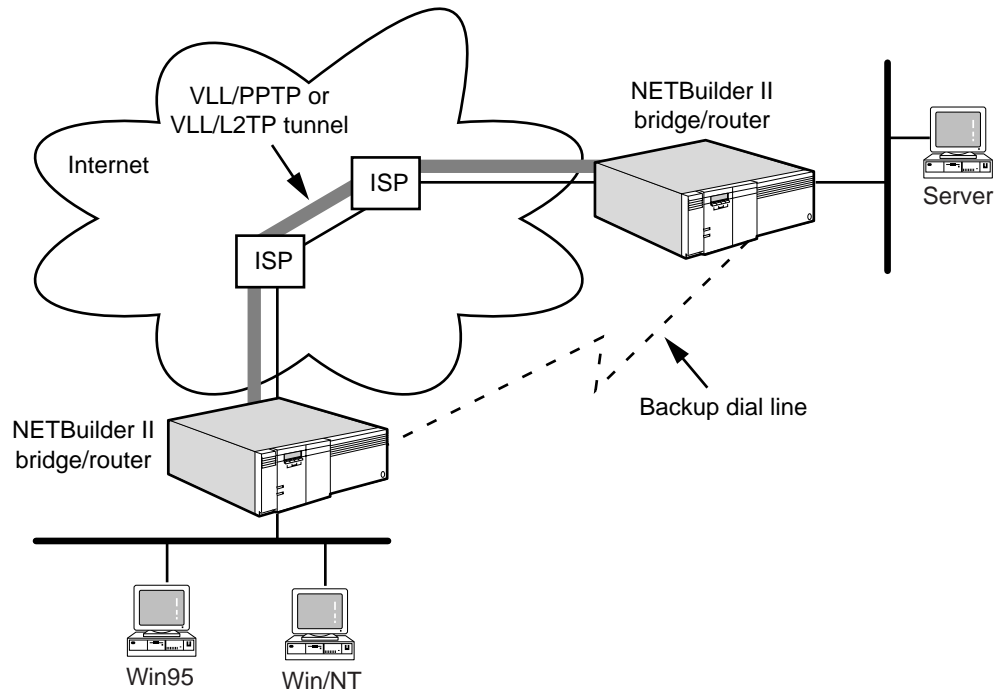 VLL/PPTP or
VLL/L2TP tunnel
Internet
ISP
ISP
NETBuilder II
bridge/router
Server
Backup dial line
NETBuilder II
bridge/router
Win95
Win/NT